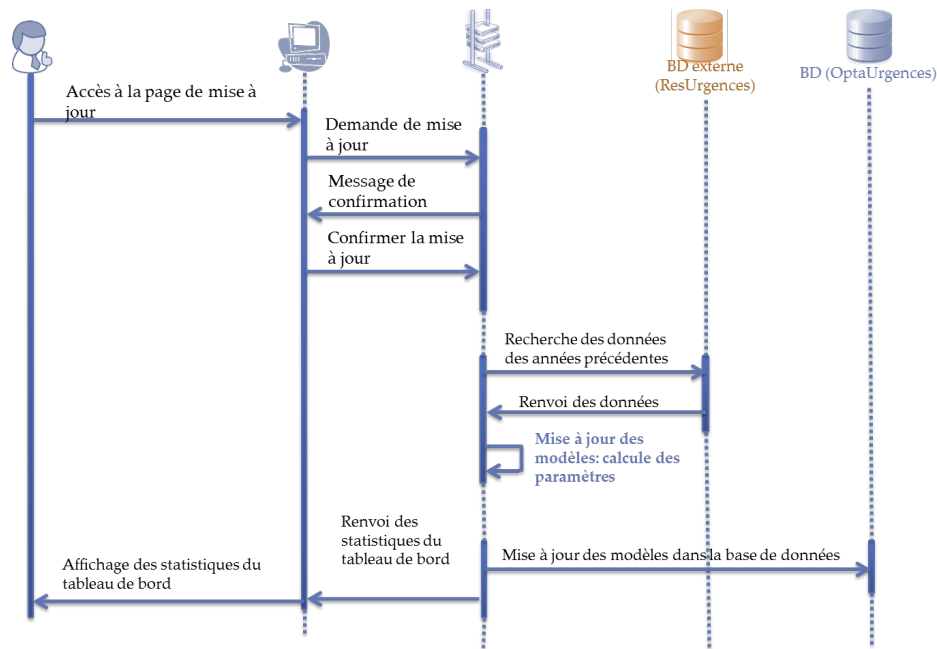 BD externe
(ResUrgences)
BD (OptaUrgences)
Accès à la page de mise à
jour
Demande de mise
à jour
Message de
confirmation
Confirmer la mise
à jour
Recherche des données
des années précédentes
Renvoi des données
Mise à jour des
modèles: calcule des
paramètres
Renvoi des
statistiques du
tableau de bord
Mise à jour des modèles dans la base de données
Affichage des statistiques du
tableau de bord